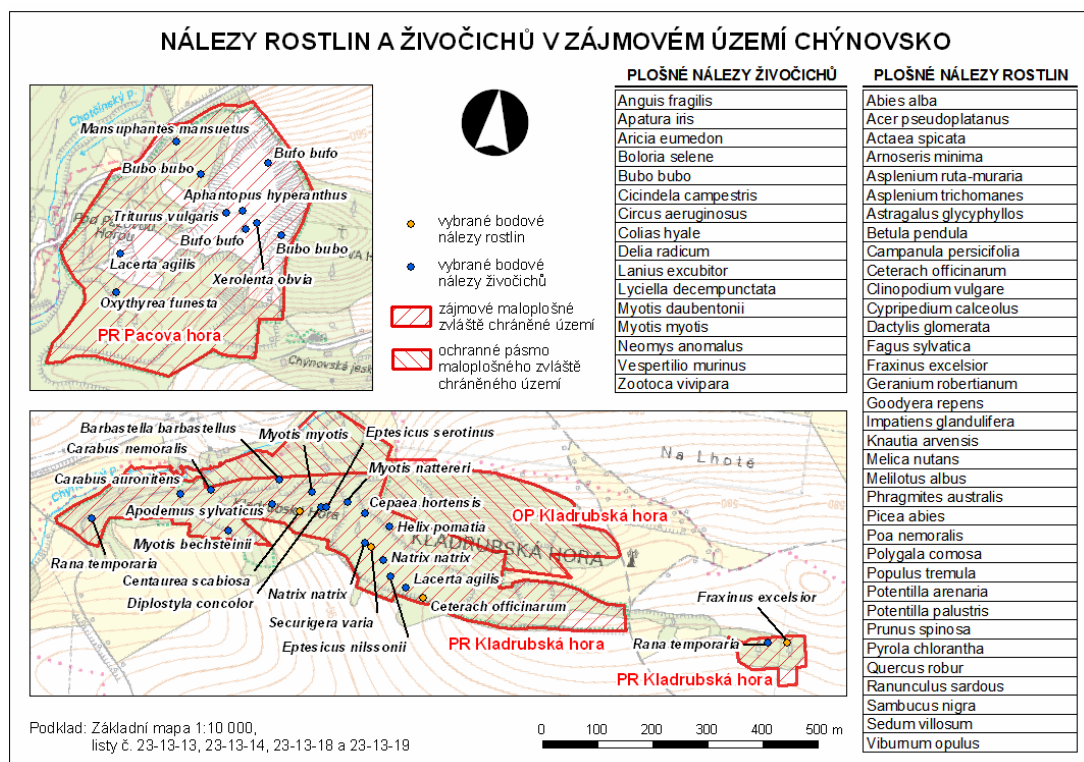 NÁLEZY ROSTLIN A ŽIVOČICHŮ V ZÁJMOVÉM ÚZEMÍ CHÝNOVSKO
Chotčinský p.
Mansuphantes mansuetus
Bufo bufo
Bubo bubo
Aphantopus hyperanthus
Triturus vulgaris
Pod Pacovou
Horou
Bufo bufo
Bubo bubo
Lacerta agilis
Xerolenta obvia
Oxythyrea funesta
PR Pacova hora
Chýnovská jesk
vybrané bodové
nálezy rostlin
vybrané bodové
nálezy živočichů
zájmové maloplošné
zvláště chráněné území
ochranné pásmo
maloplošného zvláště
chráněného území
PLOŠNÉ NÁLEZY ŽIVOČICHŮ
Anguis fragilis
Apatura iris
Aricia eumedon
Boloria selene
Bubo bubo
Cicindela campestris
Circus aeruginosus
Colias hyale
Delia radicum
Lanius excubitor
Lyciella decempunctata
Myotis daubentonii
Myotis myotis
Neomys anomalus
Vespertilio murinus
Zootoca vivipara
PLOŠNÉ NÁLEZY ROSTLIN
Abies alba
Acer pseudoplatanus
Actaea spicata
Arnoseris minima
Asplenium ruta-muraria
Asplenium trichomanes
Astragalus glycyphyllos
Betula pendula
Campanula persicifolia
Ceterach officinarum
Clinopodium vulgare
Cypripedium calceolus
Dactylis glomerata
Fagus sylvatica
Fraxinus excelsior
Geranium robertianum
Goodyera repens
Impatiens glandulifera
Knautia arvensis
Melica nutans
Melilotus albus
Phragmites australis
Picea abies
Poa nemoralis
Polygala comosa
Populus tremula
Potentilla arenaria
Potentilla palustris
Prunus spinosa
Pyrola chlorantha
Quercus robur
Ranunculus sardous
Sambucus nigra
Sedum villosum
Viburnum opulus
Barbastella barbastellus
Myotis myotis
Eptesicus serotinus
Carabus nemoralis
Myotis nattereri
Na Lhotě
Carabus auronitens
Cepaea hortensis
Apodemus sylvaticus
Kladrubská Hora
OP Kladrubská hora
Helix pomatia
KLADRUBSKÁ HORA
Myotis bechsteinii
Rana temporaria
Natrix natrix
Centaurea scabiosa
Lacerta agilis
Diplostyla concolor
Natrix natrix
Ceterach officinarum
Fraxinus excelsior
Securigera varia
Eptesicus nilssonii
PR Kladrubská hora
Rana temporaria
PR Kladrubská hora
580
Podklad: Základní mapa 1:10 000,
listy č. 23-13-13, 23-13-14, 23-13-18 a 23-13-19
0 100 200 300 400 500 m